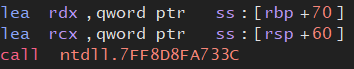 lea rdx ,qword ptr ss:[rbp +70]
lea rcx ,qword ptr ss:[rsp +60]
call ntdll.7FF8D8FA733C